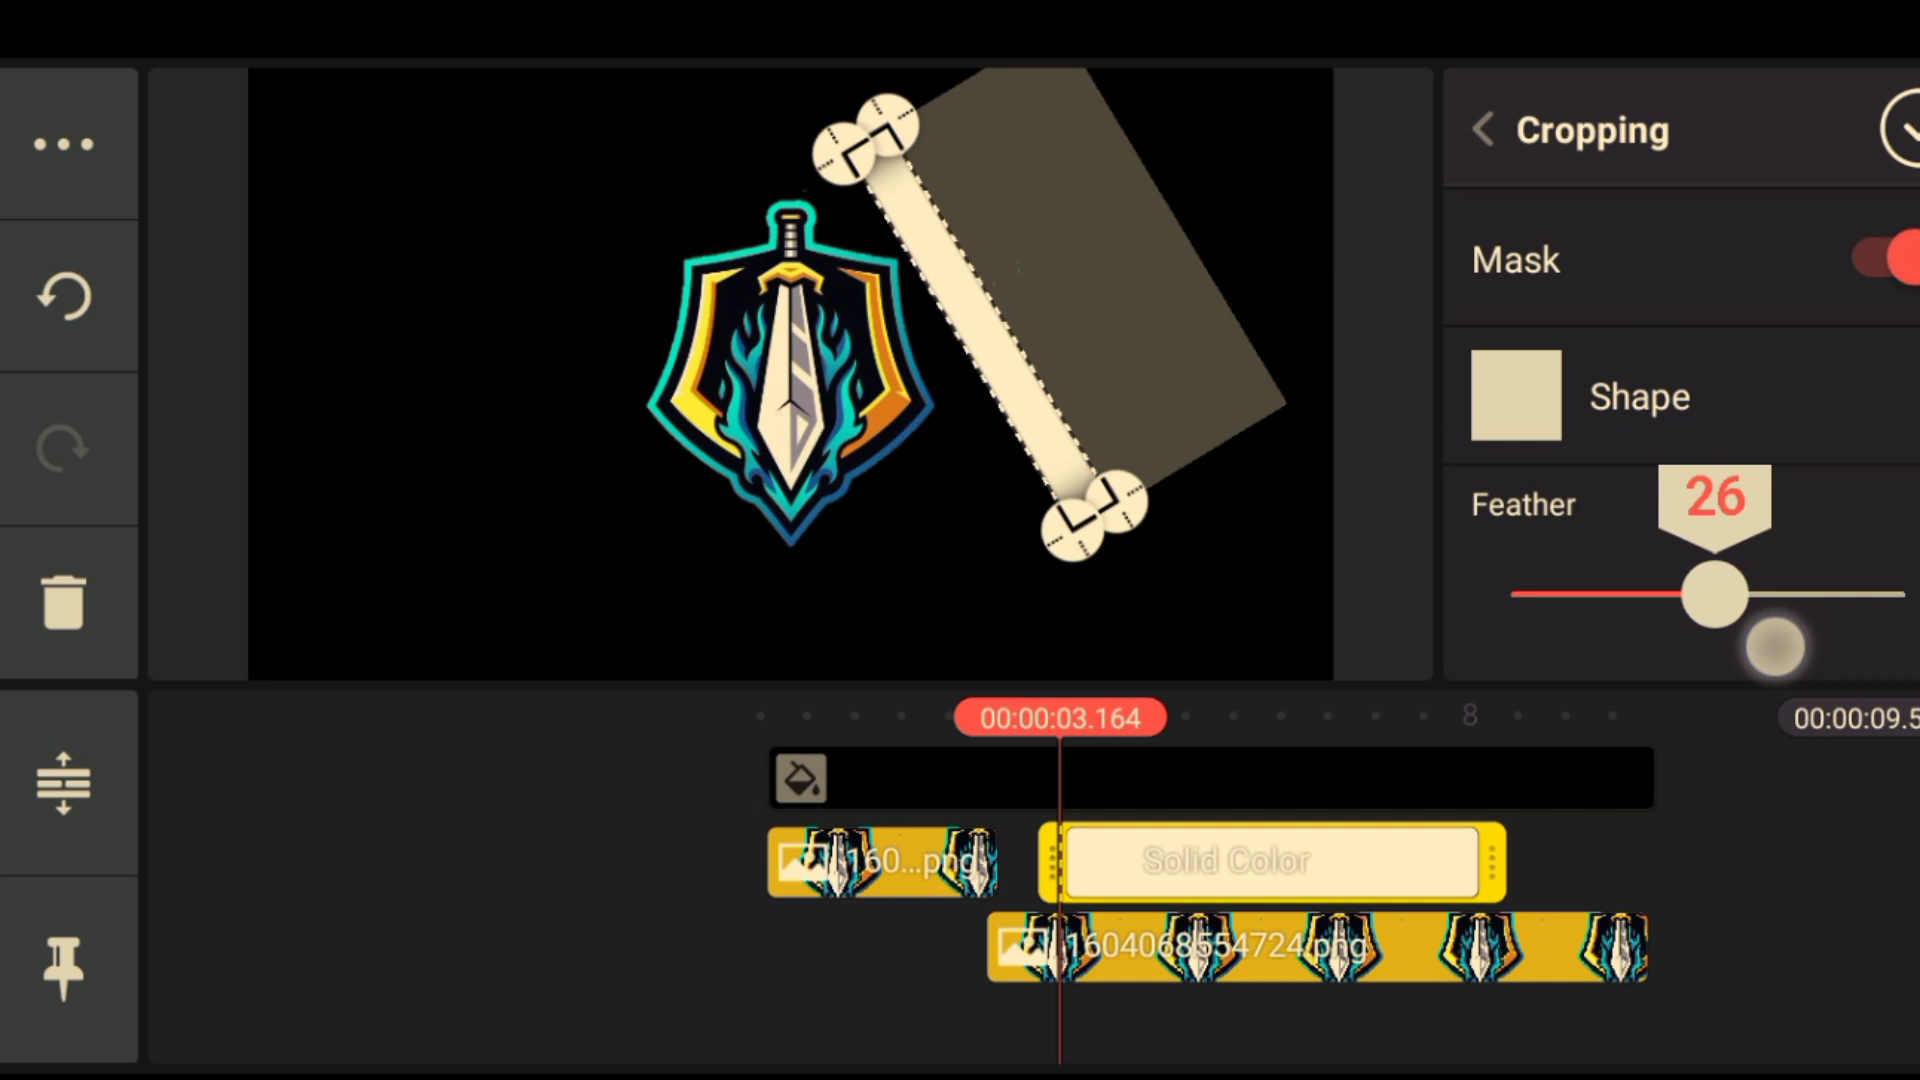 Cropping
Mask
Shape
Feather
26
00:00:03.164
8
00:00:09.5
160...png
Solid Color
1604068554724.png